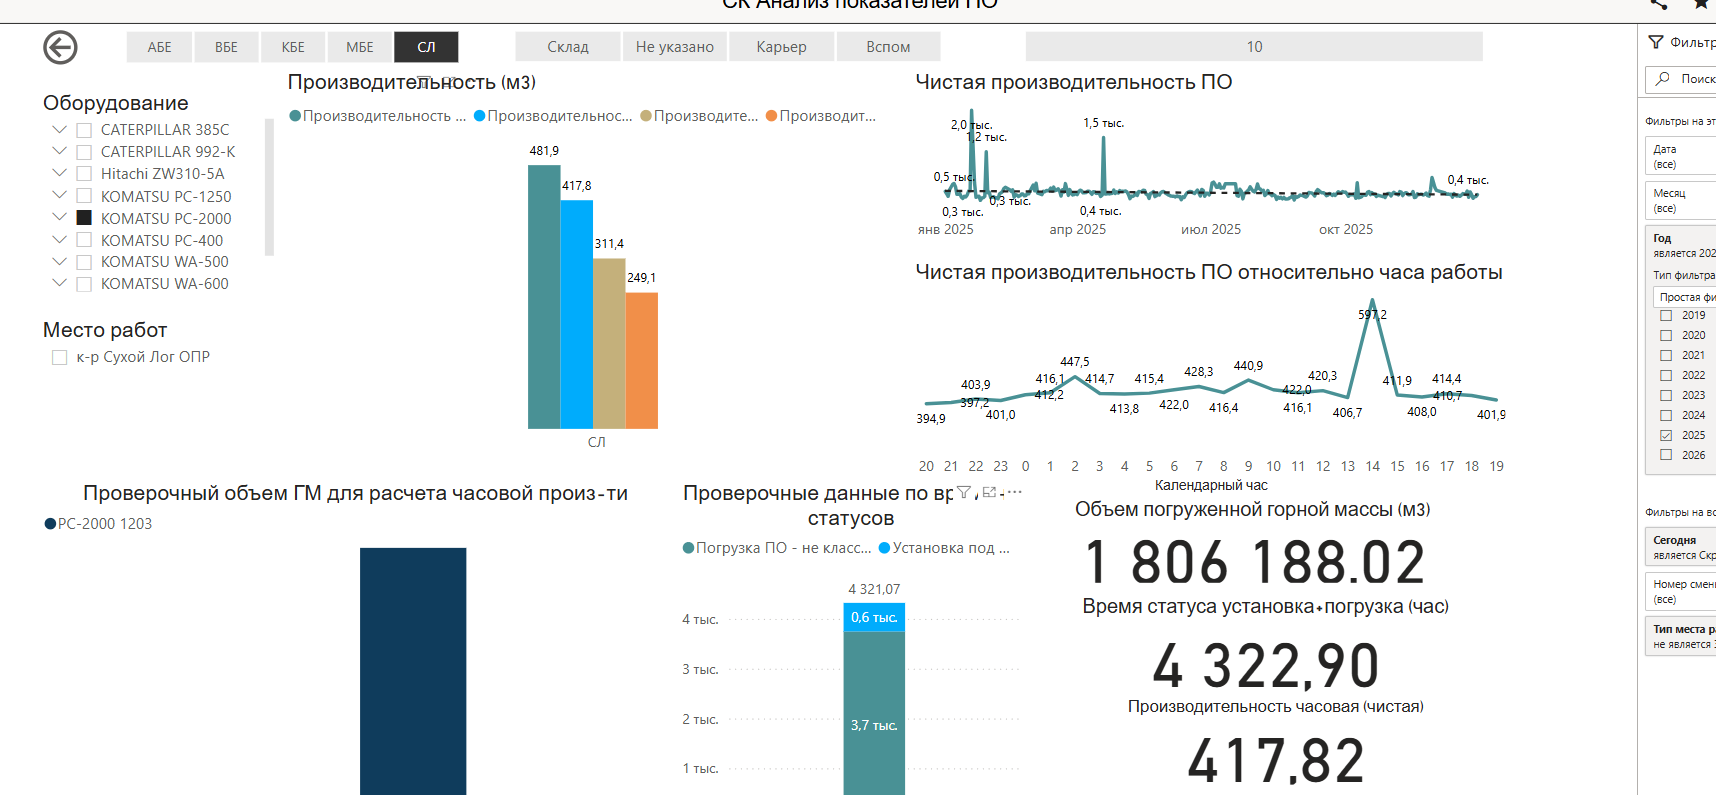 СК Анализ показателей ПО
АБЕ ВБЕ КБЕ МБЕ СЛ
Склад Не указано Карьер Вспом
10
Оборудование
CATERPILLAR 385C
CATERPILLAR 992-K
Hitachi ZW310-5A
KOMATSU PC-1250
KOMATSU PC-2000
KOMATSU PC-400
KOMATSU WA-500
KOMATSU WA-600
Место работ
к-р Сухой Лог ОПР
Производительность (м3)
Производительность ... Производительнос... Производите... Производит...
481,9
417,8
311,4
249,1
СЛ
Чистая производительность ПО
2,0 тыс.
1,2 тыс.
1,5 тыс.
0,5 тыс.
0,4 тыс.
0,3 тыс.
0,3 тыс.
0,4 тыс.
янв 2025 апр 2025 июл 2025 окт 2025
Чистая производительность ПО относительно часа работы
597,2
447,5
440,9
428,3
420,3
416,1
414,7
415,4
422,0
411,9
414,4
403,9
397,2
412,2
410,7
394,9
401,0
413,8
422,0
416,4
416,1
406,7
408,0
401,9
20 21 22 23 0 1 2 3 4 5 6 7 8 9 10 11 12 13 14 15 16 17 18 19
Календарный час
Проверочный объем ГМ для расчета часовой произ-ти
PC-2000 1203
Проверочные данные по вр
статусов
Погрузка ПО - не класс... Установка под ...
4 321,07
0,6 тыс.
3,7 тыс.
4 тыс.
3 тыс.
2 тыс.
1 тыс.
Объем погруженной горной массы (м3)
1 806 188.02
Время статуса установка+погрузка (час)
4 322,90
Производительность часовая (чистая)
417,82
Фильтр
Поиск
Фильтры на эт
Дата
(все)
Месяц
(все)
Год
является 202
Тип фильтра
Простая фи
2019
2020
2021
2022
2023
2024
2025
2026
Фильтры на вс
Сегодня
является Скр
Номер смен
(все)
Тип места р
не является З